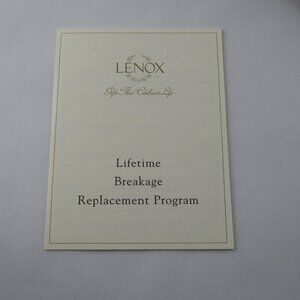 LENOX
Gifts That Celebrate Life
Lifetime
Breakage
Replacement Program